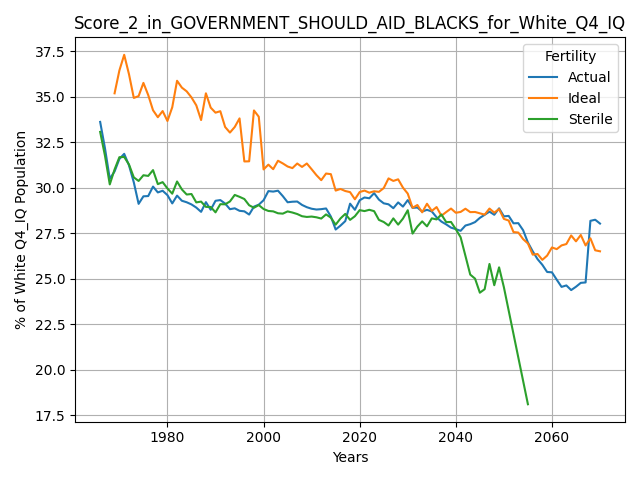 Score_2_in_GOVERNMENT_SHOULD_AID_BLACKS_for_White_Q4_IQ
Fertility
Actual
Ideal
Sterile
% of White Q4_IQ Population
37.5
35.0
32.5
30.0
27.5
25.0
22.5
20.0
17.5
1980
2000
2020
2040
2060
Years